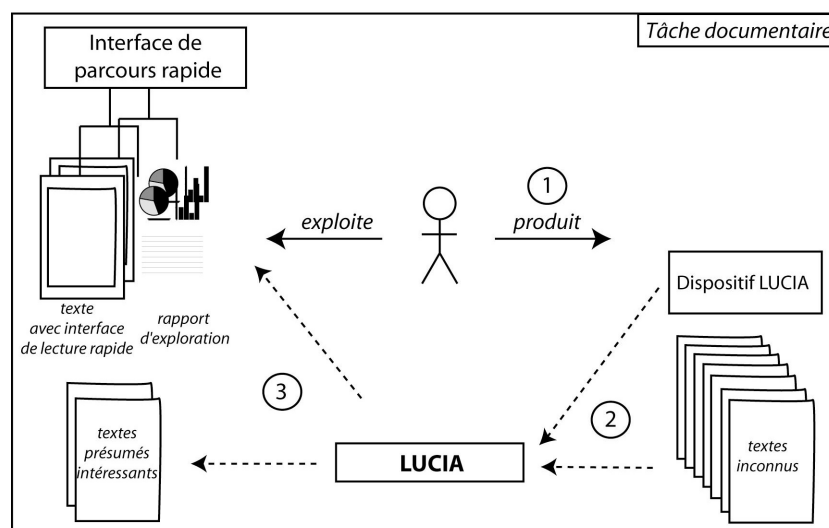 Tâche documentaire
Interface de
parcours rapide
1
exploite
produit
Dispositif LUCIA
texte
avec interface
de lecture rapide
rapport
d'exploration
3
2
textes
présumés
intéressants
LUCIA
textes
inconnus